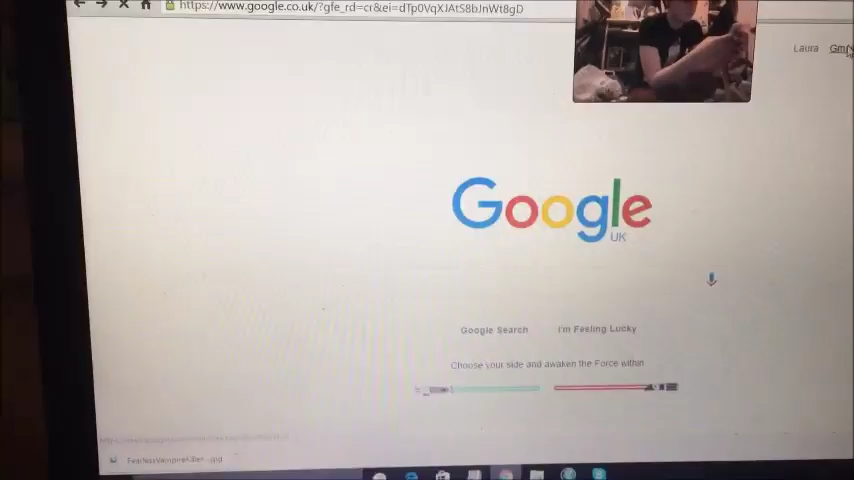 https://www.google.co.uk/?gfe_rd=cr&ei=dTp0VqXJAtS8bJnWt8gD
Laura
Google
UK
Google Search I'm Feeling Lucky
Choose your side and awaken the Force within